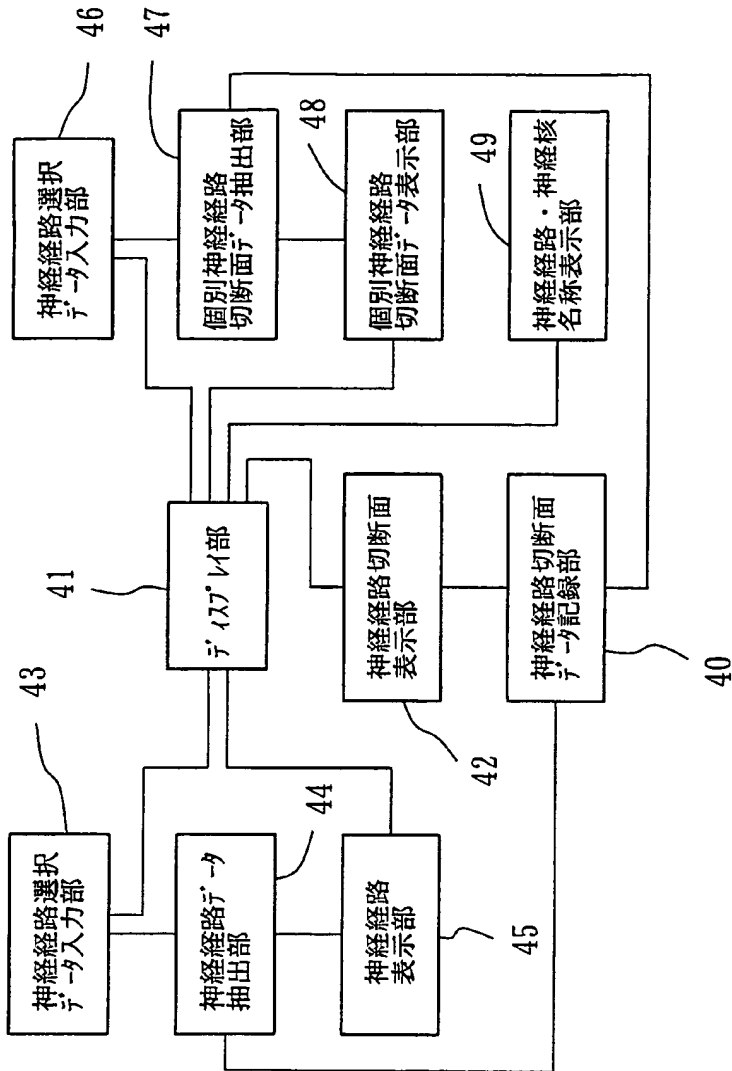 43
神経経路選択
データ入力部
44
神経経路データ
抽出部
45
神経経路
表示部
41
ディスプレイ部
42
神経経路切断面
表示部
40
神経経路切断面
データ記録部
46
神経経路選択
データ入力部
47
個別神経経路
切断面データ抽出部
48
個別神経経路
切断面データ表示部
49
神経経路・神経核
名称表示部